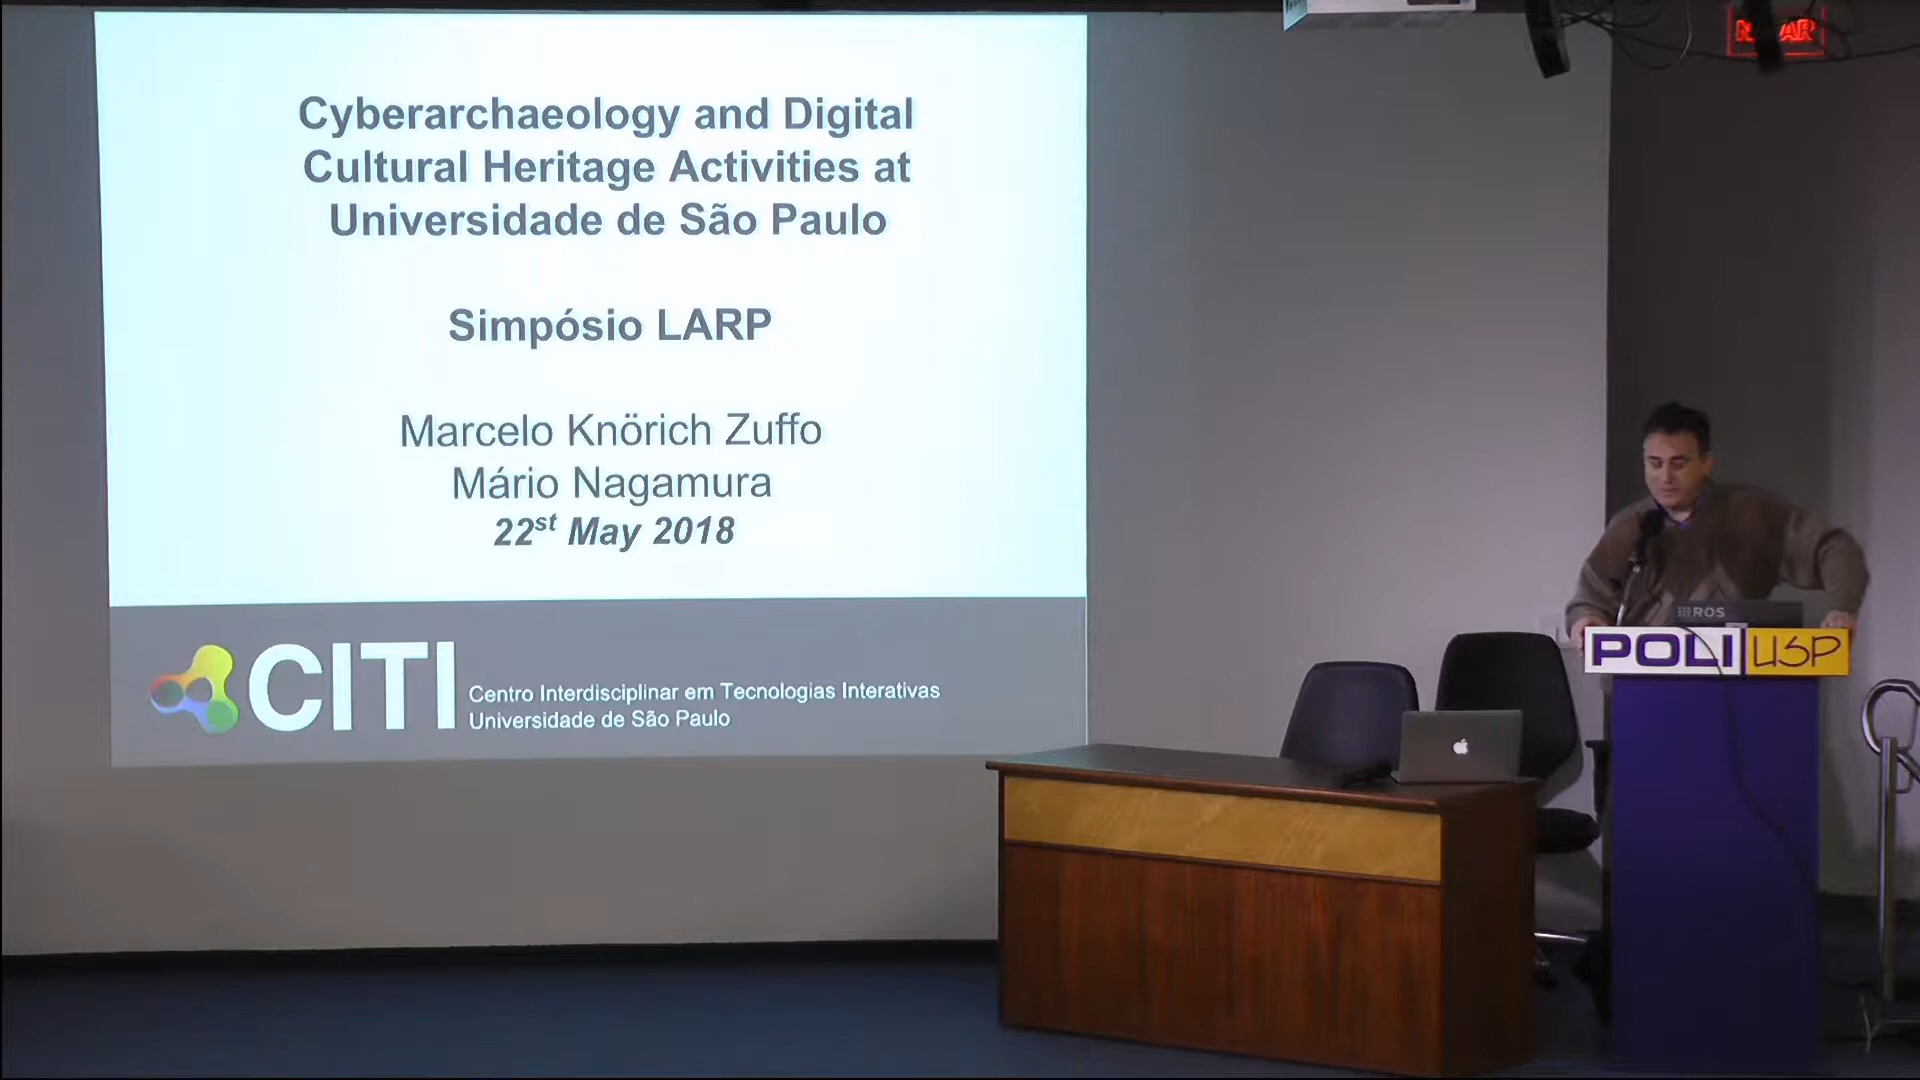 Cyberarchaeology and Digital
Cultural Heritage Activities at
Universidade de São Paulo
Simpósio LARP
Marcelo Knörich Zuffo
Mário Nagamura
22st May 2018
CITI
Centro Interdisciplinar em Tecnologias Interativas
Universidade de São Paulo
ROS
POLI USP